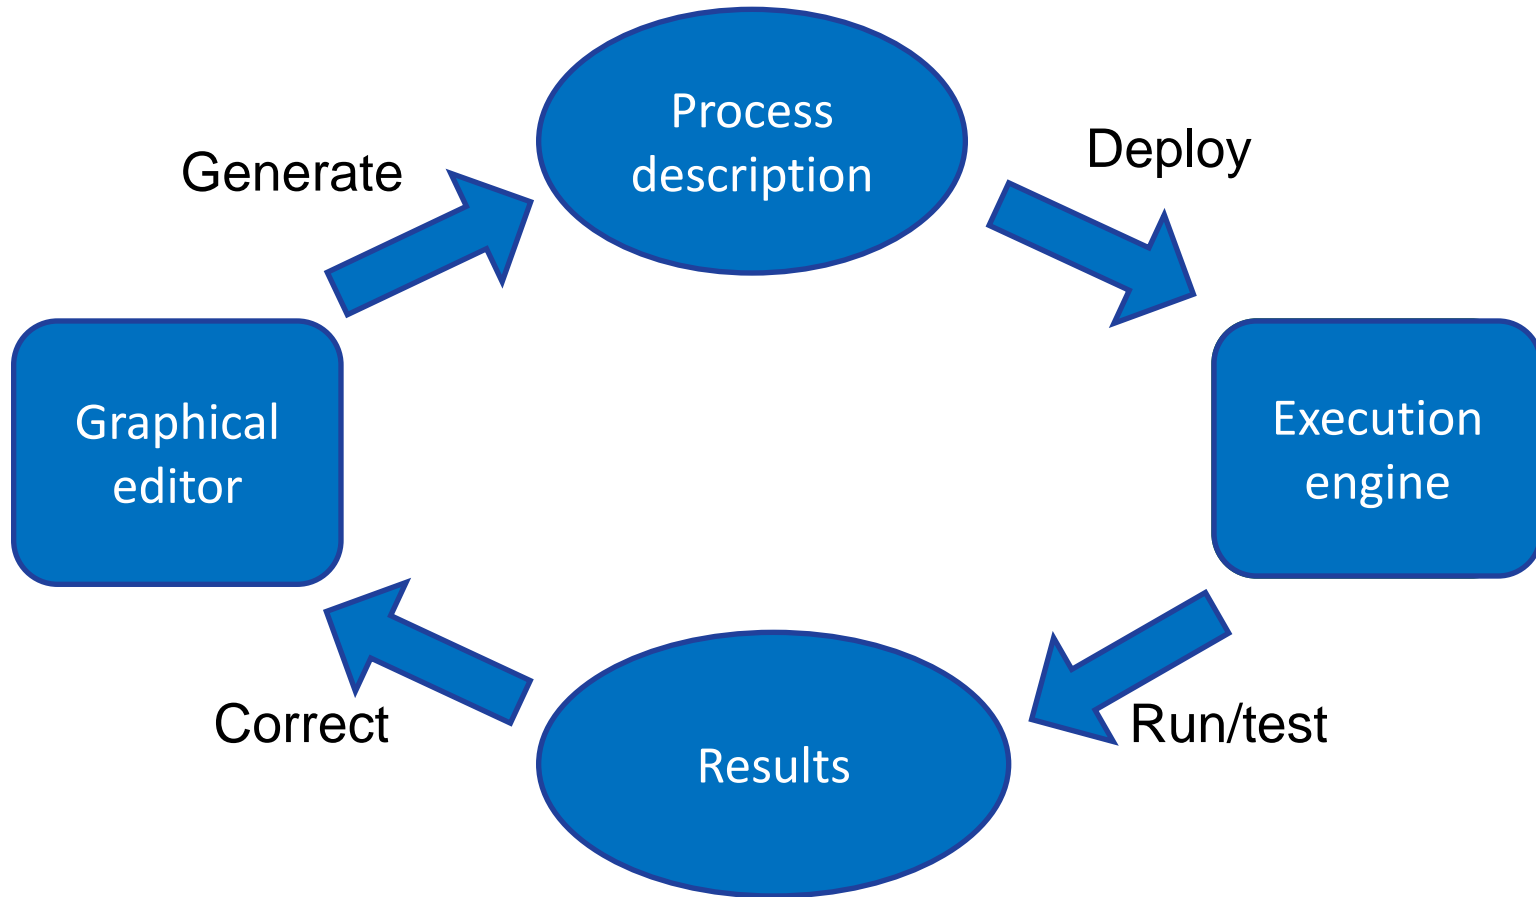 Process
description
Generate
Deploy
Graphical
editor
Execution
engine
Correct
Results
Run/test